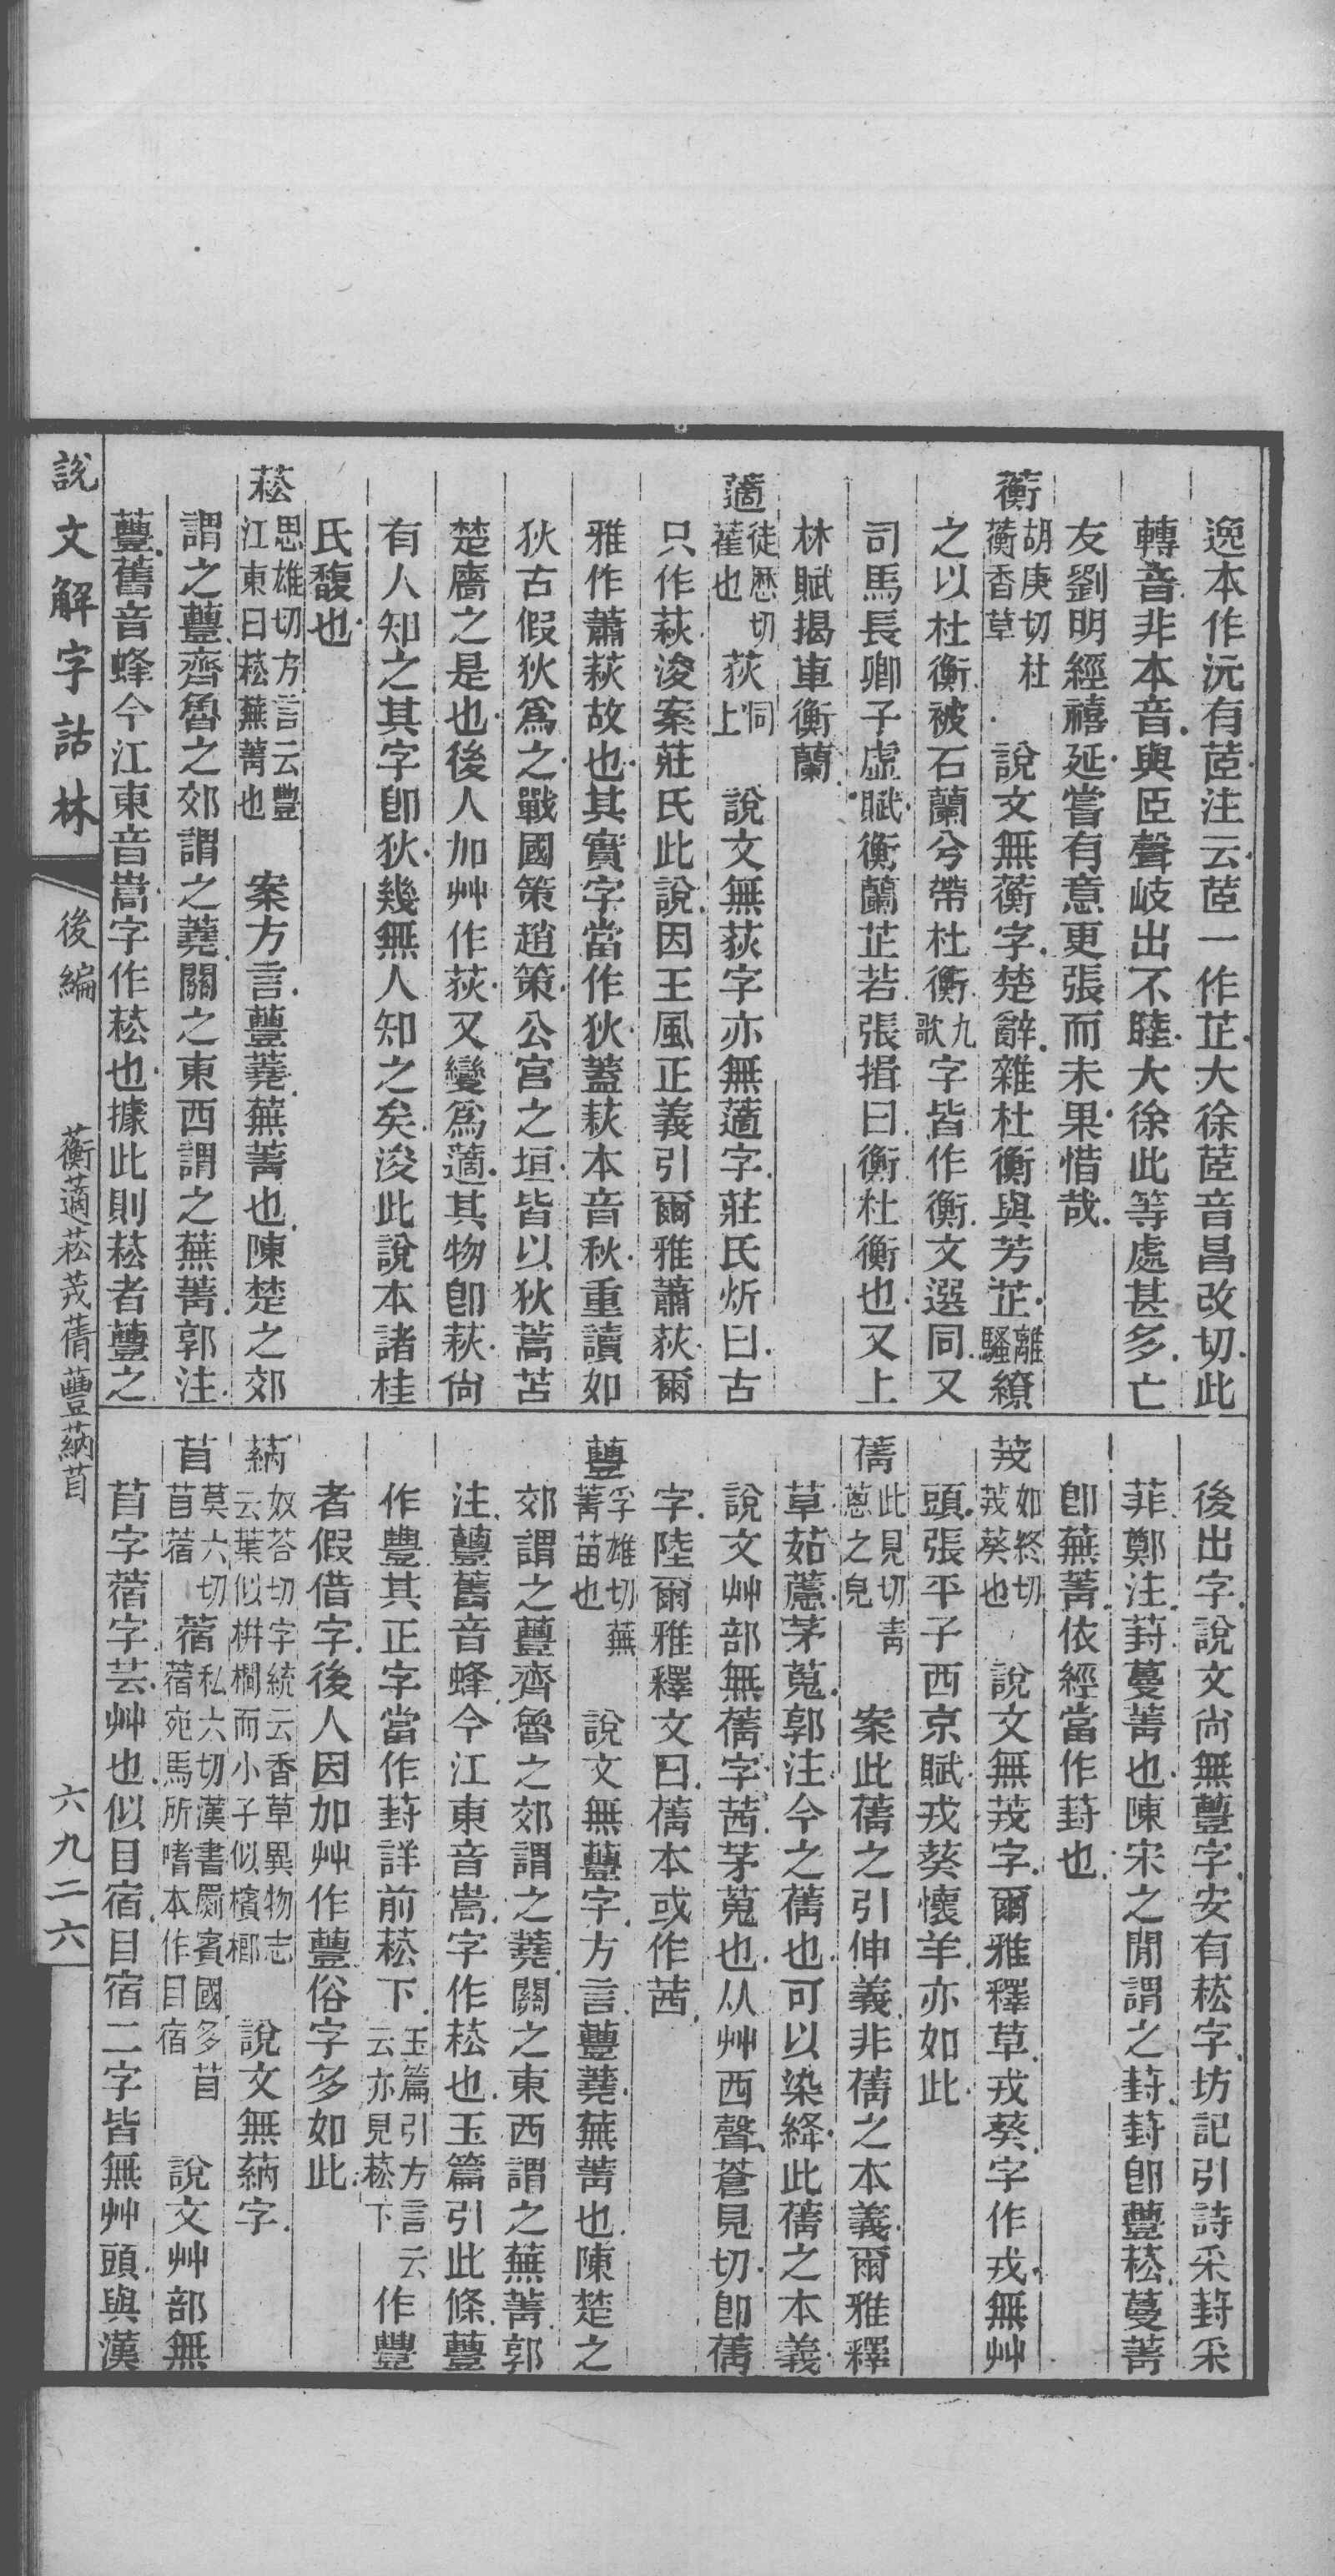 逸本作沅有茝注云茝一作芷大徐茝音昌改切此
轉音非本音與臣聲岐出不睦大徐此等處甚多亡
友劉明經禧延嘗有意更張而未果惜哉
蘅 胡庚切杜蘅香草 說文無蘅字楚辭雜杜衡與芳芷離騷繚
之以杜衡被石蘭兮帶杜衡九歌字皆作衡文選同又
司馬長卿子虛賦衡蘭芷若張揖曰衡杜衡也又上
林賦揭車衡蘭
藡 徒歷切藋也 荻同上 說文無荻字亦無藡字莊氏炘曰古
只作萩浚案莊氏此說因王風正義引爾雅蕭荻爾
雅作蕭萩故也其實字當作狄蓋萩本音秋重讀如
狄古假狄爲之戰國策趙策公宮之垣皆以狄蒿苫
楚廧之是也後人加艸作荻又變爲藡其物卽萩尙
有人知之其字卽狄幾無人知之矣浚此說本諸桂
氏馥也
菘 思雄切方言云蘴江東曰菘蕪菁也 案方言蘴蕘蕪菁也陳楚之郊
謂之蘴齊魯之郊謂之蕘關之東西謂之蕪菁郭注
蘴舊音蜂今江東音嵩字作菘也據此則菘者蘴之
後出字說文尙無蘴字安有菘字坊記引詩采葑采
菲鄭注葑蔓菁也陳宋之閒謂之葑葑卽蘴菘蔓菁
卽蕪菁依經當作葑也
茙 如終切茙葵也 說文無茙字爾雅釋草戎葵字作戎無艸
頭張平子西京賦戎葵懷羊亦如此
蒨 此見切青蔥之皃 案此蒨之引伸義非蒨之本義爾雅釋
草茹藘茅蒐郭注今之蒨也可以染絳此蒨之本義
說文艸部無蒨字茜茅蒐也从艸西聲蒼見切卽蒨
字陸爾雅釋文曰蒨本或作茜
蘴 孚雄切蕪菁苗也 說文無蘴字方言蘴蕘蕪菁也陳楚之
郊謂之蘴齊魯之郊謂之蕘關之東西謂之蕪菁郭
注蘴舊音蜂今江東音嵩字作菘也玉篇引此條蘴
作豐其正字當作葑詳前菘下玉篇引方言云云亦見菘下作豐
者假借字後人因加艸作蘴俗字多如此
蒳 奴荅切字統云香草異物志云葉似栟櫚而小子似檳榔 說文無蒳字
苜 莫六切苜蓿 蓿 私六切漢書罽賓國多苜蓿宛馬所嗜本作目宿 說文艸部無
苜字蓿字芸艸也似目宿目宿二字皆無艸頭與漢
說文解字詁林 後編 蘅藡菘茙蒨蘴蒳苜 六九二六